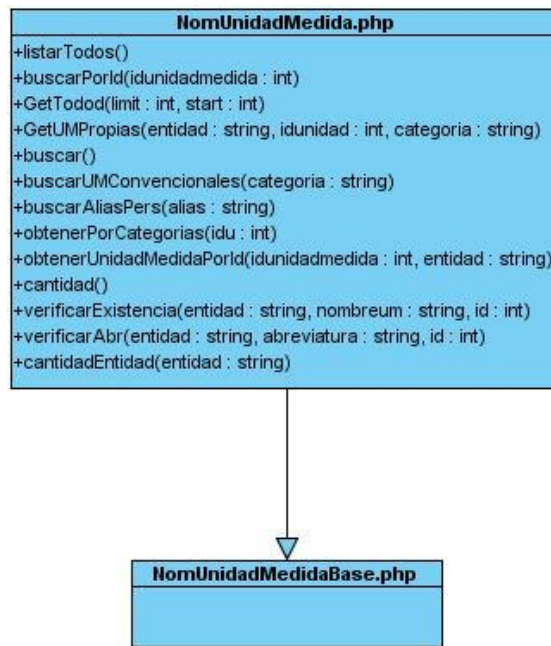 NomUnidadMedida.php
+listarTodos()
+buscarPorId(idunidadmedida : int)
+GetTodod(limit : int, start : int)
+GetUMPropias(entidad : string, idunidad : int, categoria : string)
+buscar()
+buscarUMConvencionales(categoria : string)
+buscarAliasPers(alias : string)
+obtenerPorCategorias(idu : int)
+obtenerUnidadMedidaPorId(idunidadmedida : int, entidad : string)
+cantidad()
+verificarExistencia(entidad : string, nombreum : string, id : int)
+verificarAbr(entidad : string, abreviatura : string, id : int)
+cantidadEntidad(entidad : string)
NomUnidadMedidaBase.php